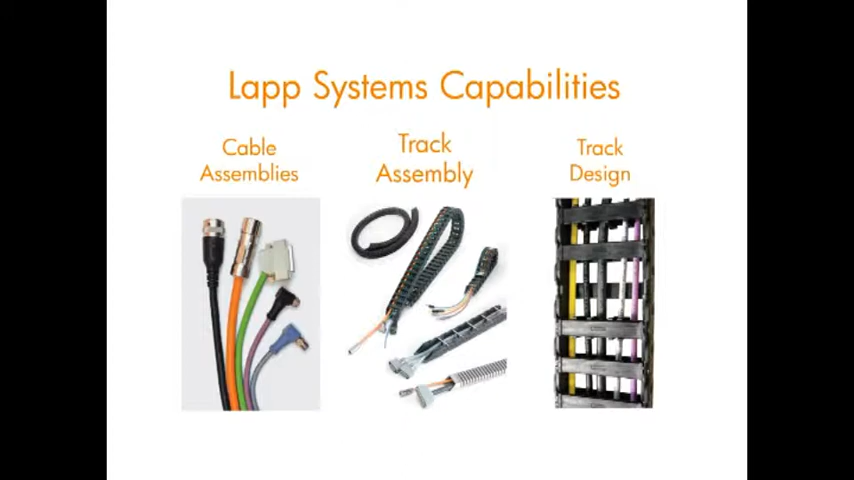 Lapp Systems Capabilities
Cable
Assemblies
Track
Assembly
Track
Design